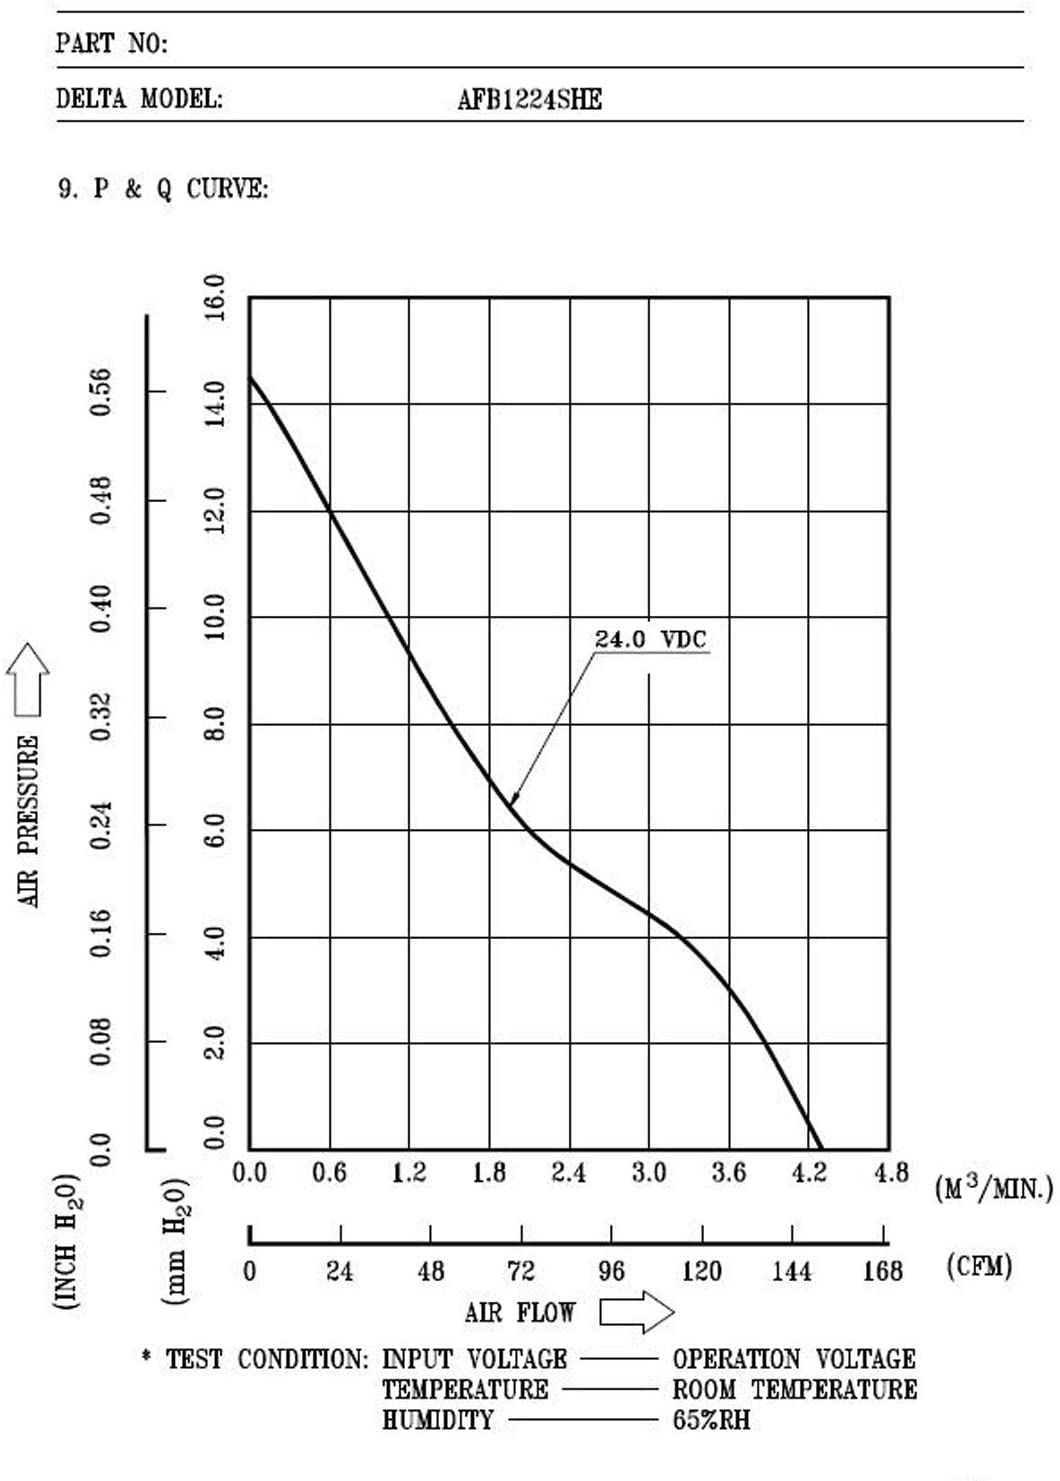 PART NO:
DELTA MODEL: AFB1224SHE
9. P & Q CURVE:
16.0
14.0
12.0
10.0
8.0
6.0
4.0
2.0
0.0
0.56
0.48
0.40
0.32
0.24
0.16
0.08
0.0
AIR PRESSURE
(INCH H2O)
(mm H2O)
24.0 VDC
0.0 0.6 1.2 1.8 2.4 3.0 3.6 4.2 4.8 (M³/MIN.)
0 24 48 72 96 120 144 168 (CFM)
AIR FLOW
* TEST CONDITION: INPUT VOLTAGE OPERATION VOLTAGE
TEMPERATURE ROOM TEMPERATURE
HUMIDITY 65%RH